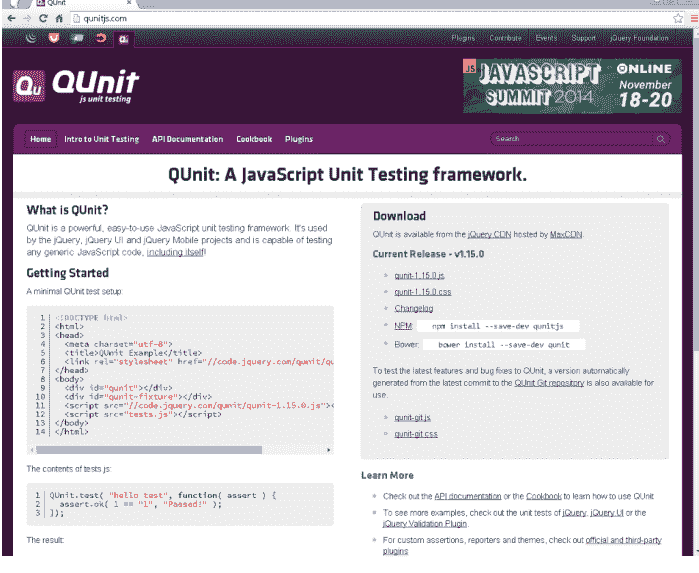 QUnit
qunitjs.com
Plugins Contribute Events Support jQuery Foundation
Qu QUnit
js unit testing
JS JAVASCRIPT SUMMIT 2014
ONLINE
November
18-20
Home Intro to Unit Testing API Documentation Cookbook Plugins Search
QUnit: A JavaScript Unit Testing framework.
What is QUnit?
QUnit is a powerful, easy-to-use JavaScript unit testing framework. It's used
by the jQuery, jQuery UI and jQuery Mobile projects and is capable of testing
any generic JavaScript code, including itself!
Getting Started
A minimal QUnit test setup:
1 <!DOCTYPE html>
2 <html>
3 <head>
4 <meta charset="utf-8">
5 <title>QUnit Example</title>
6 <link rel="stylesheet" href="//code.jquery.com/qunit/qu
7 </head>
8 <body>
9 <div id="qunit"></div>
10 <div id="qunit-fixture"></div>
11 <script src="//code.jquery.com/qunit/qunit-1.15.0.js"><
12 <script src="tests.js"></script>
13 </body>
14 </html>
The contents of tests.js:
1 QUnit.test( "hello test", function( assert ) {
2 assert.ok( 1 == "1", "Passed!" );
3 });
The result:
Download
QUnit is available from the jQuery CDN hosted by MaxCDN.
Current Release - v1.15.0
qunit-1.15.0.js
qunit-1.15.0.css
Changelog
NPM: npm install --save-dev qunitjs
Bower: bower install --save-dev qunit
To test the latest features and bug fixes to QUnit, a version automatically
generated from the latest commit to the QUnit Git repository is also available for
use.
qunit-git.js
qunit-git.css
Learn More
Check out the API documentation or the Cookbook to learn how to use QUnit
To see more examples, check out the unit tests of jQuery, jQuery UI or the
jQuery Validation Plugin.
For custom assertions, reporters and themes, check out official and third-party
plugins